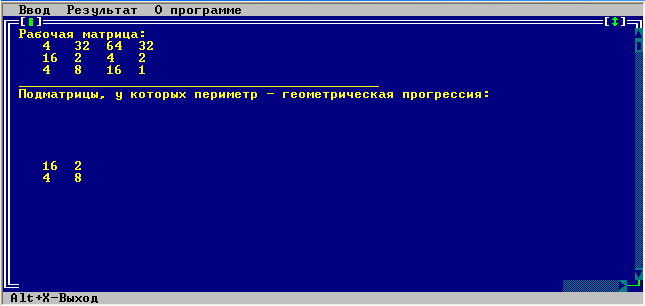 Ввод Результат О программе
Рабочая матрица:
4 32 64 32
16 2 4 2
4 8 16 1
Подматрицы, у которых периметр - геометрическая прогрессия:
16 2
4 8
Alt+X-Выход